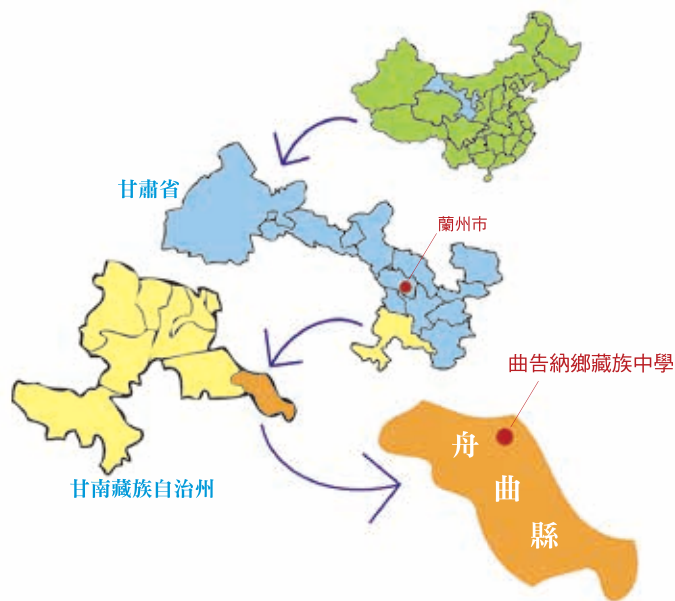 甘肅省
蘭州市
曲告納鄉藏族中學
舟
曲
縣
甘南藏族自治州